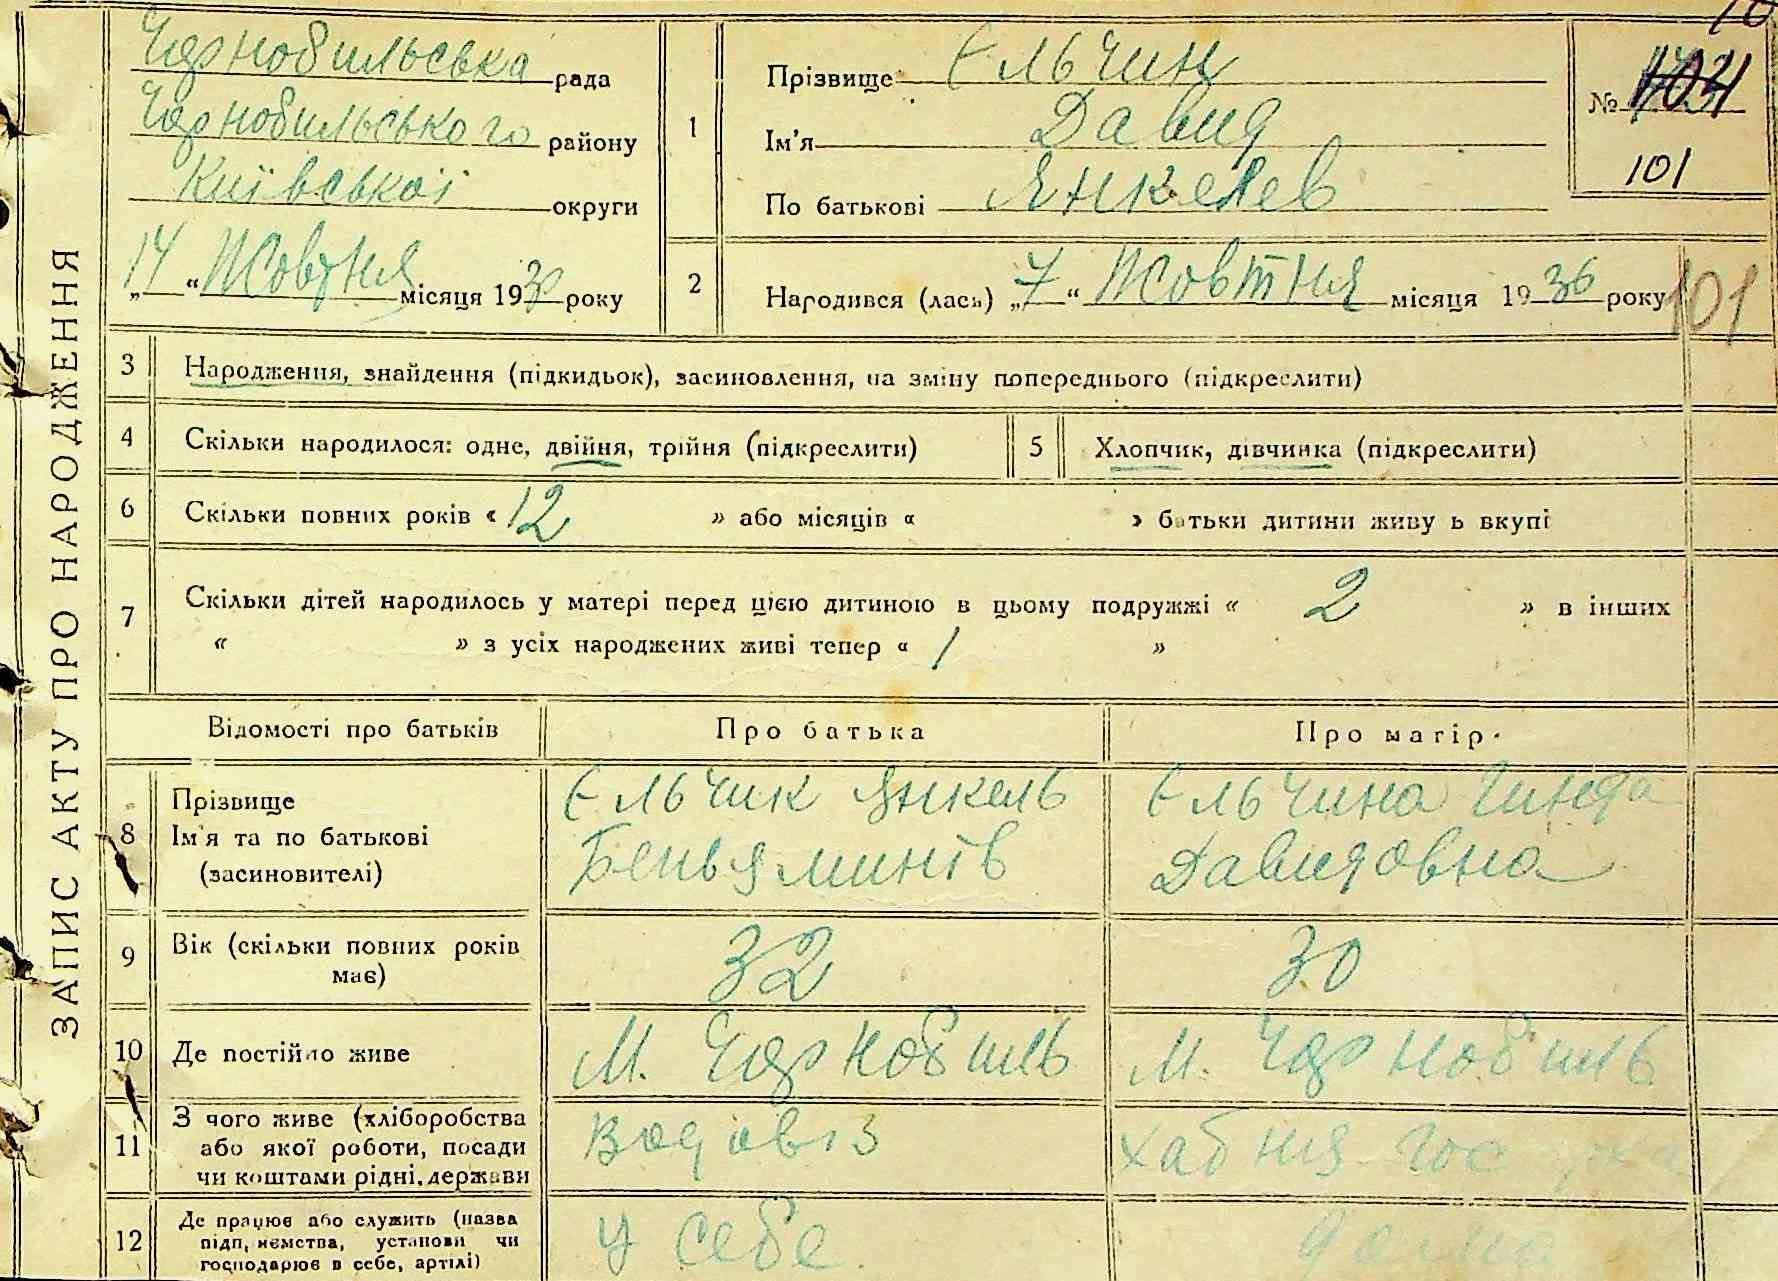 ЗАПИС АКТУ ПРО НАРОДЖЕННЯ
Чорнобильська рада
Чорнобильського району
Київської округи
„14“ Жовтня місяця 1930 року
1
Прізвище Єльчин
Ім'я Давид
По батькові Янкелев
№
101
2
Народився (лась) „7“ Жовтня місяця 1930 року
101
3 Народження, знайдення (підкидьок), засиновлення, на зміну попереднього (підкреслити)
4 Скільки народилося: одне, двійня, трійня (підкреслити)
5 Хлопчик, дівчинка (підкреслити)
6 Скільки повних років « 12 » або місяців « » батьки дитини живуть вкупі
7 Скільки дітей народилось у матері перед цією дитиною в цьому подружжі « 2 » в інших
« » з усіх народжених живі тепер « 1 »
Відомості про батьків Про батька Про матір
8 Прізвище
Ім'я та по батькові
(засиновителі)
Єльчик Янкель
Беньямінів
Єльчина Гинда
Давидовна
9 Вік (скільки повних років
має)
32
30
10 Де постійно живе
М. Чорнобиль
М. Чорнобиль
11 З чого живе (хліборобства
або якої роботи, посади
чи коштами рідні, держави
Водовіз
хабня
12 Де працює або служить (назва
підприємства, установи чи
господарює в себе, артілі)
У себе
дома